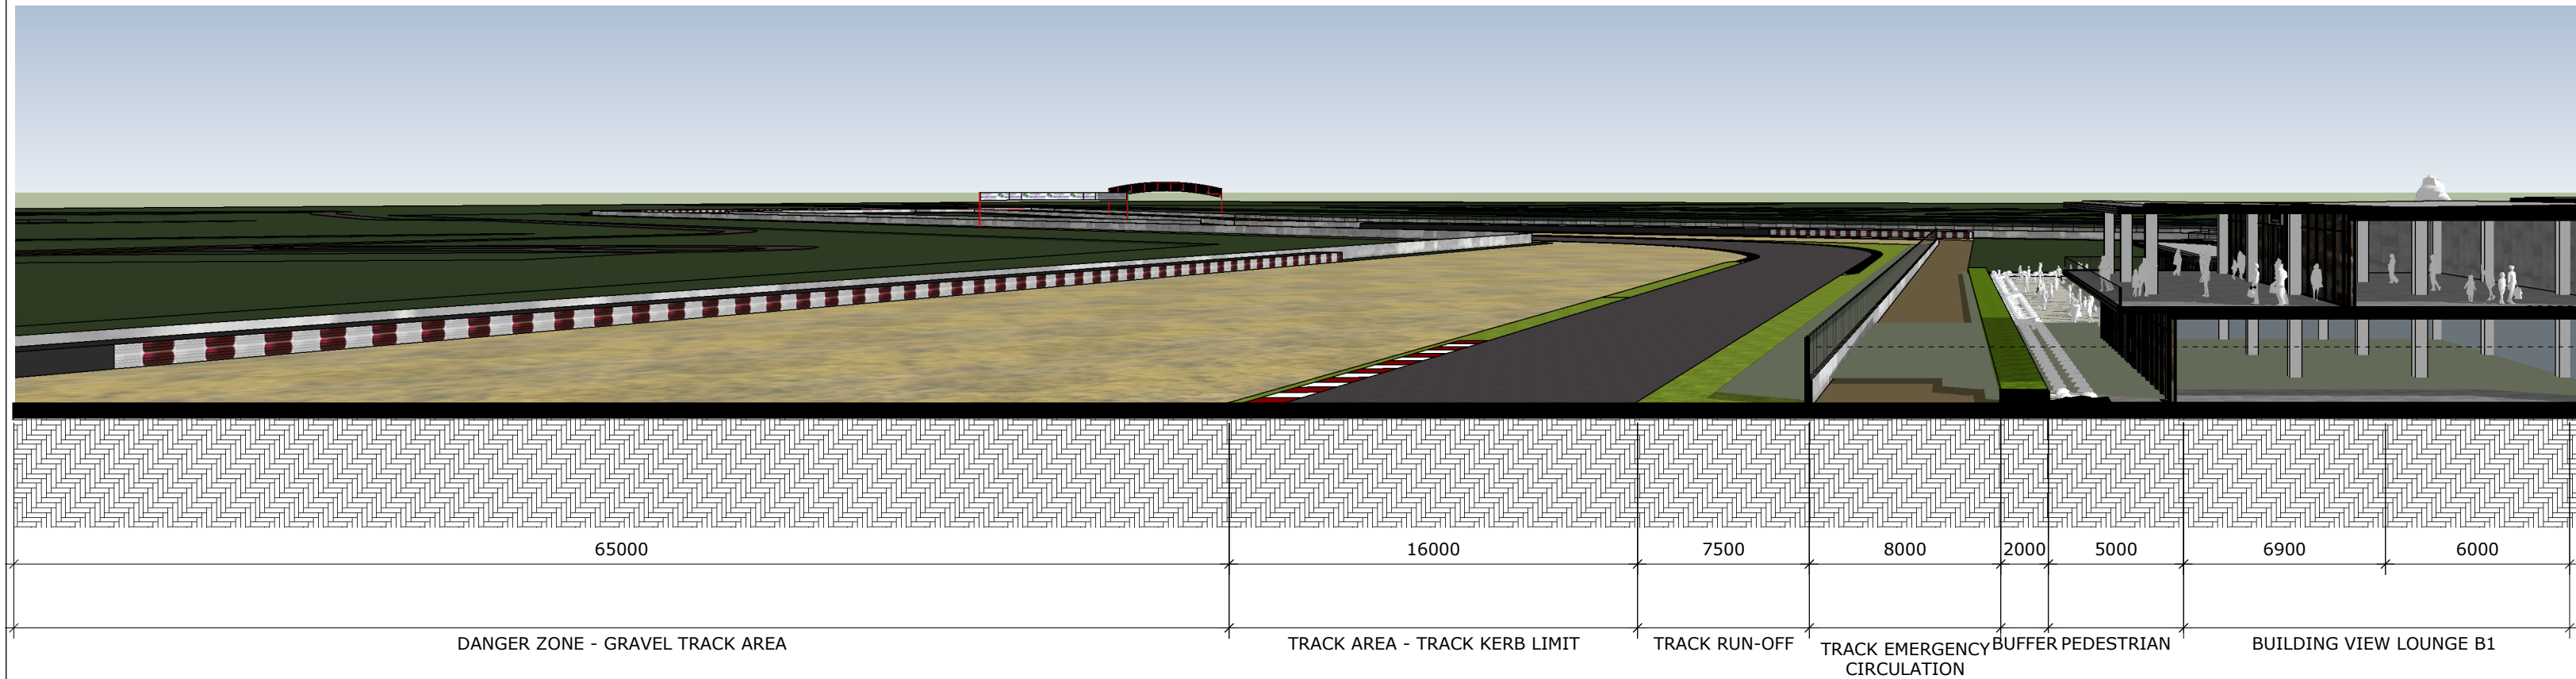 65000
16000
7500
8000
2000
5000
6900
6000
DANGER ZONE - GRAVEL TRACK AREA
TRACK AREA - TRACK KERB LIMIT
TRACK RUN-OFF
TRACK EMERGENCY
CIRCULATION
BUFFER
PEDESTRIAN
BUILDING VIEW LOUNGE B1